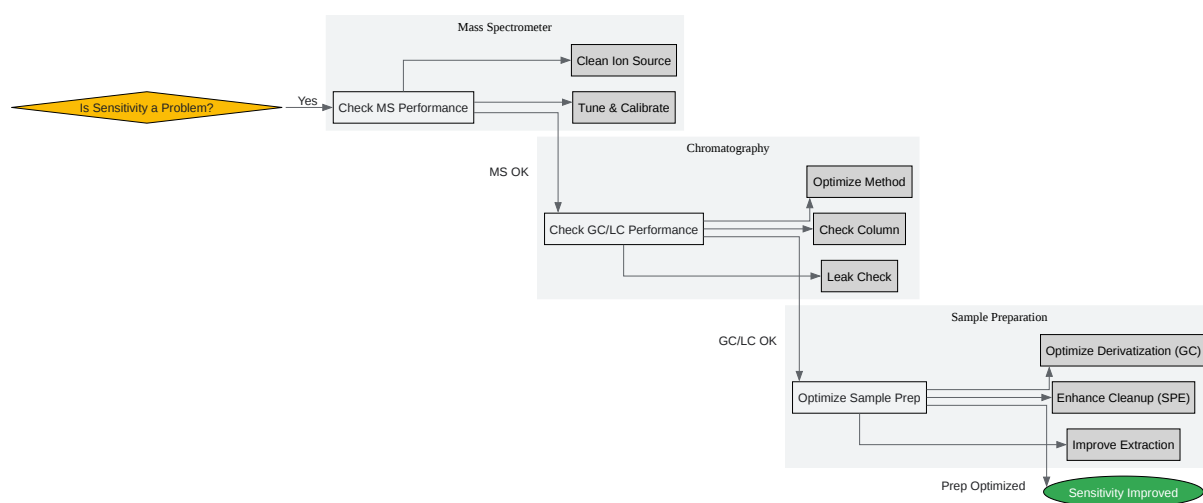 Mass Spectrometer
Clean Ion Source
Is Sensitivity a Problem?
Yes
Check MS Performance
Tune & Calibrate
Chromatography
MS OK
Optimize Method
Check GC/LC Performance
Check Column
Leak Check
Sample Preparation
GC/LC OK
Optimize Derivatization (GC)
Optimize Sample Prep
Enhance Cleanup (SPE)
Improve Extraction
Prep Optimized
Sensitivity Improved